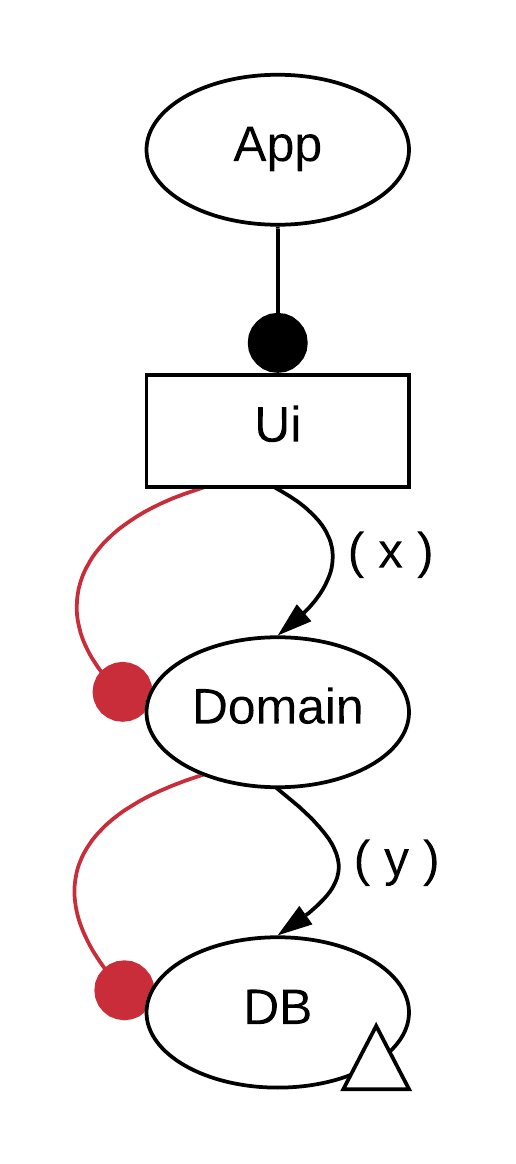 App
Ui
( x )
Domain
( y )
DB